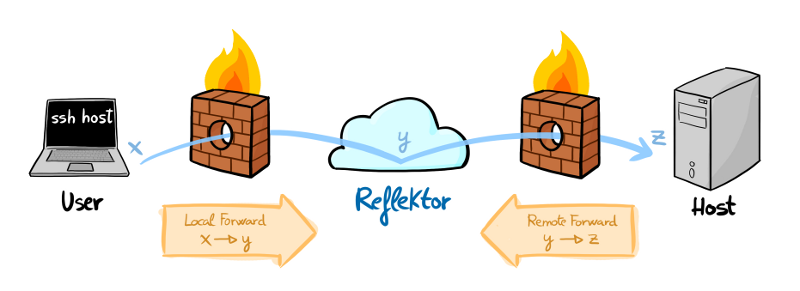 ssh host
x
y
z
User
Reflektor
Host
Local Forward
x → y
Remote Forward
y → z